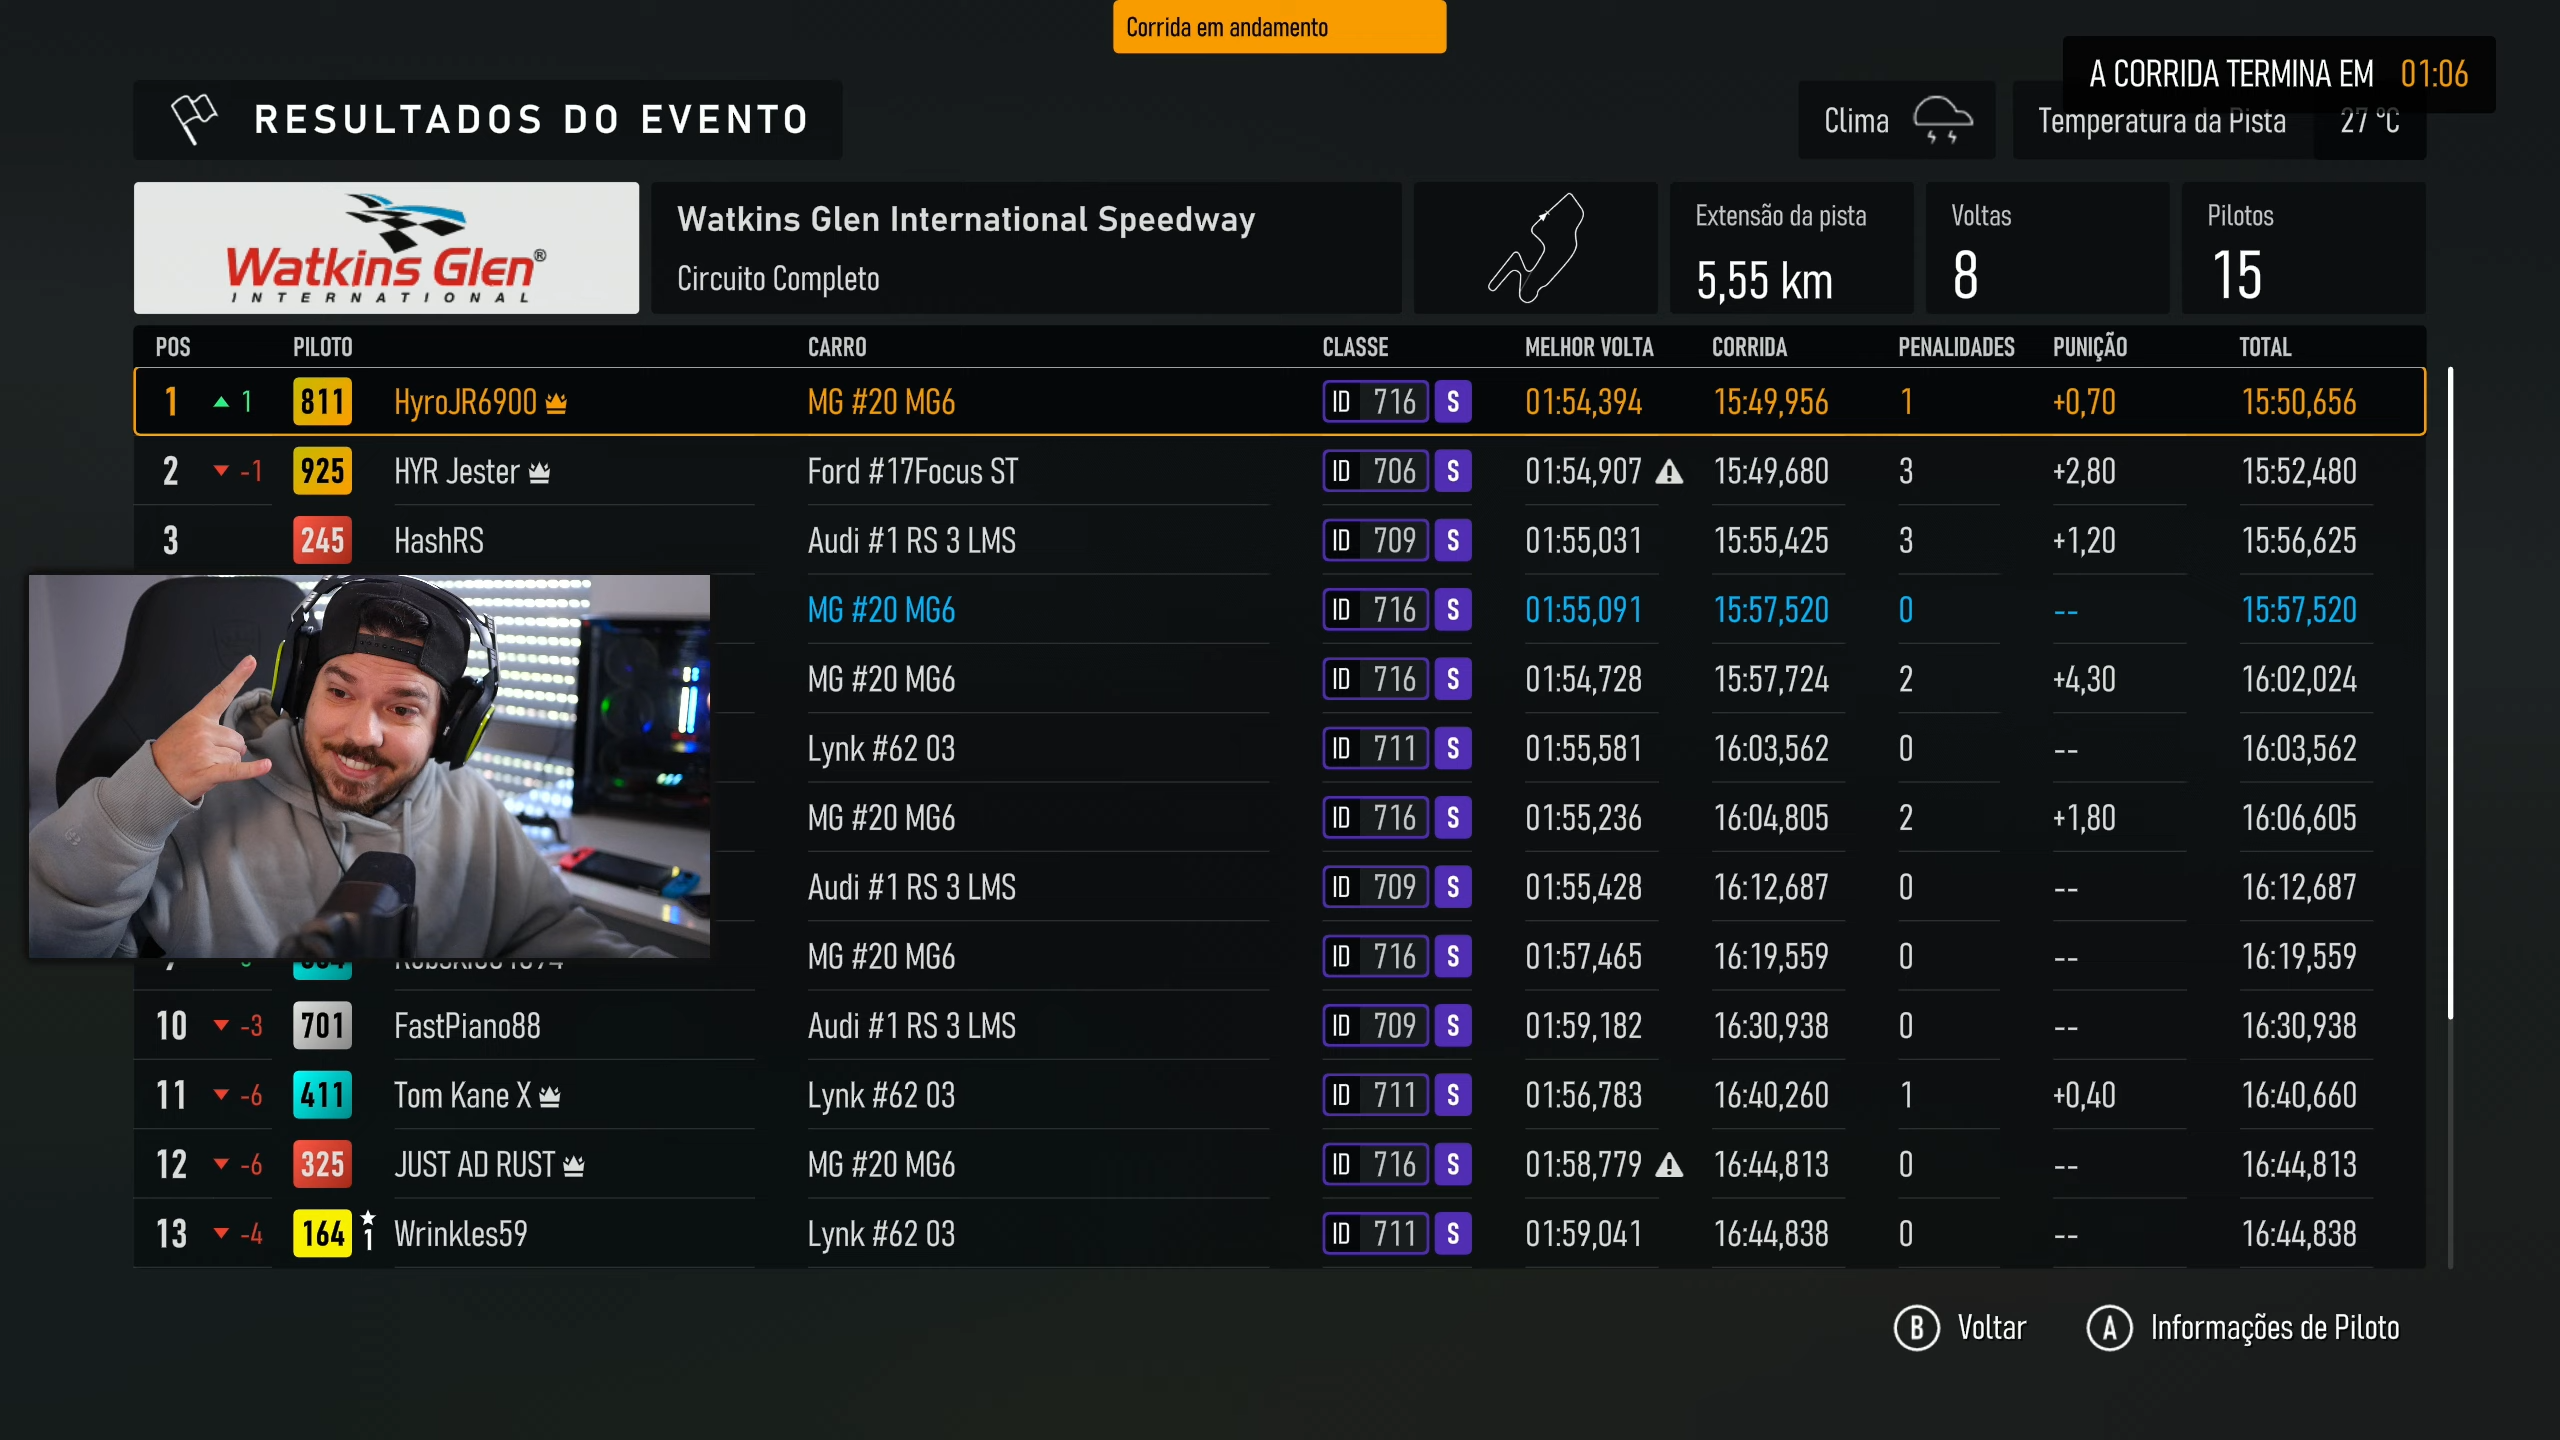 Corrida em andamento
A CORRIDA TERMINA EM 01:06
RESULTADOS DO EVENTO
Clima
Temperatura da Pista 27 °C
Watkins Glen®
INTERNATIONAL
Watkins Glen International Speedway
Circuito Completo
Extensão da pista
5,55 km
Voltas
8
Pilotos
15
POS PILOTO CARRO CLASSE MELHOR VOLTA CORRIDA PENALIDADES PUNIÇÃO TOTAL
1 1 811 HyroJR6900 MG #20 MG6 ID 716 S 01:54,394 15:49,956 1 +0,70 15:50,656
2 -1 925 HYR Jester Ford #17Focus ST ID 706 S 01:54,907 15:49,680 3 +2,80 15:52,480
3 245 HashRS Audi #1 RS 3 LMS ID 709 S 01:55,031 15:55,425 3 +1,20 15:56,625
MG #20 MG6 ID 716 S 01:55,091 15:57,520 0 -- 15:57,520
MG #20 MG6 ID 716 S 01:54,728 15:57,724 2 +4,30 16:02,024
Lynk #62 03 ID 711 S 01:55,581 16:03,562 0 -- 16:03,562
MG #20 MG6 ID 716 S 01:55,236 16:04,805 2 +1,80 16:06,605
Audi #1 RS 3 LMS ID 709 S 01:55,428 16:12,687 0 -- 16:12,687
MG #20 MG6 ID 716 S 01:57,465 16:19,559 0 -- 16:19,559
10 -3 701 FastPiano88 Audi #1 RS 3 LMS ID 709 S 01:59,182 16:30,938 0 -- 16:30,938
11 -6 411 Tom Kane X Lynk #62 03 ID 711 S 01:56,783 16:40,260 1 +0,40 16:40,660
12 -6 325 JUST AD RUST MG #20 MG6 ID 716 S 01:58,779 16:44,813 0 -- 16:44,813
13 -4 164 1 Wrinkles59 Lynk #62 03 ID 711 S 01:59,041 16:44,838 0 -- 16:44,838
B Voltar A Informações de Piloto